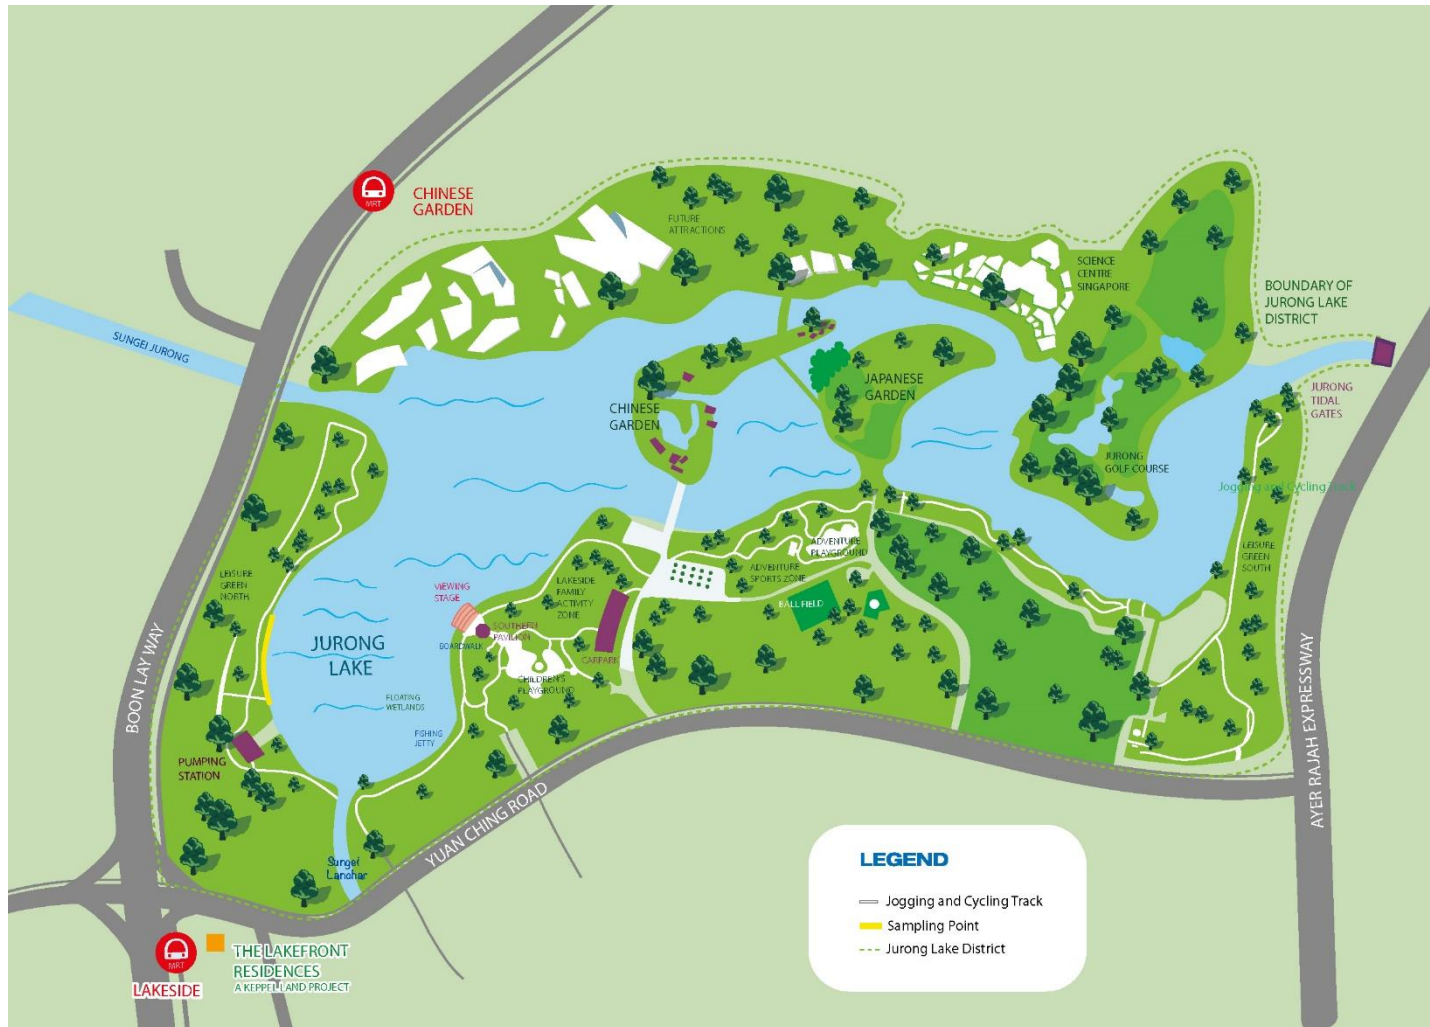 MRT
CHINESE
GARDEN
FUTURE
ATTRACTIONS
SCIENCE
CENTRE
SINGAPORE
BOUNDARY OF
JURONG LAKE
DISTRICT
SUNGEI JURONG
JAPANESE
GARDEN
CHINESE
GARDEN
JURONG
TIDAL
GATES
JURONG
GOLF COURSE
Jogging and Cycling Track
LEISURE
GREEN
NORTH
ADVENTURE
PLAYGROUND
ADVENTURE
SPORTS ZONE
LEISURE
GREEN
SOUTH
VIEWING
STAGE
LAKESIDE
FAMILY
ACTIVITY
ZONE
BALL FIELD
SOUTHERN
PAVILION
BOARDWALK
CARPARK
CHILDREN'S
PLAYGROUND
JURONG
LAKE
FLOATING
WETLANDS
FISHING
JETTY
BOON LAY WAY
PUMPING
STATION
YUAN CHING ROAD
AYER RAJAH EXPRESSWAY
Sungei
Lanohar
LEGEND
Jogging and Cycling Track
Sampling Point
Jurong Lake District
MRT
LAKESIDE
THE LAKEFRONT
RESIDENCES
A KEPPEL LAND PROJECT